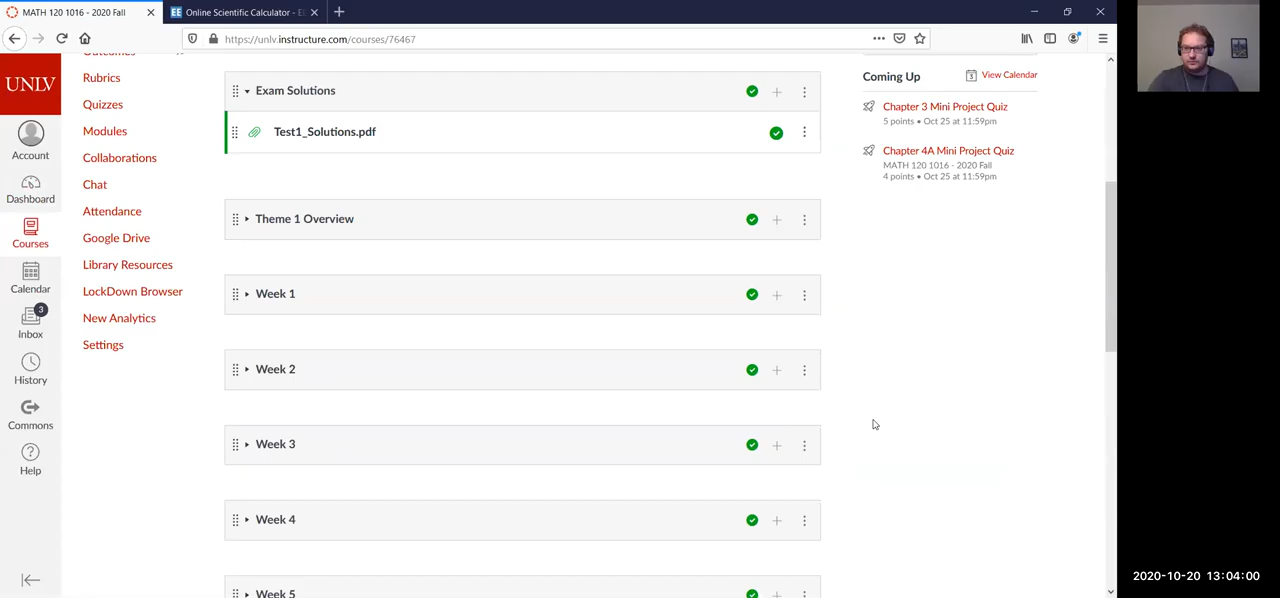 MATH 120 1016 - 2020 Fall
Online Scientific Calculator - E
https://unlv.instructure.com/courses/76467
UNLV
Account
Dashboard
Courses
Calendar
3
Inbox
History
Commons
Help
Outcomes
Rubrics
Quizzes
Modules
Collaborations
Chat
Attendance
Google Drive
Library Resources
LockDown Browser
New Analytics
Settings
Exam Solutions
Test1_Solutions.pdf
Theme 1 Overview
Week 1
Week 2
Week 3
Week 4
Week 5
Coming Up
View Calendar
Chapter 3 Mini Project Quiz
5 points • Oct 25 at 11:59pm
Chapter 4A Mini Project Quiz
MATH 120 1016 - 2020 Fall
4 points • Oct 25 at 11:59pm
2020-10-20 13:04:00